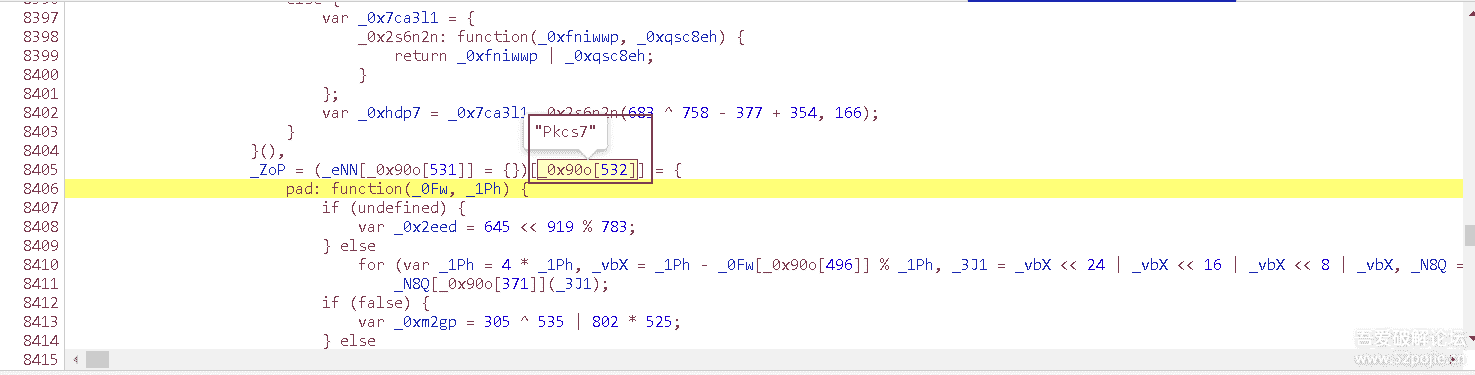 8396 else {
8397 var _0x7ca3l1 = {
8398 _0x2s6n2n: function(_0xfniwwp, _0xqsc8eh) {
8399 return _0xfniwwp | _0xqsc8eh;
8400 }
8401 };
8402 var _0xhdp7 = _0x7ca3l1._0x2s6n2n(683 ^ 758 - 377 + 354, 166);
8403 }
"Pkcs7"
8404 }(),
8405 _ZoP = (_eNN[_0x90o[531]] = {})[_0x90o[532]] = {
8406 pad: function(_0Fw, _1Ph) {
8407 if (undefined) {
8408 var _0x2eed = 645 << 919 % 783;
8409 } else
8410 for (var _1Ph = 4 * _1Ph, _vbX = _1Ph - _0Fw[_0x90o[496]] % _1Ph, _3J1 = _vbX << 24 | _vbX << 16 | _vbX << 8 | _vbX, _N8Q =
8411 _N8Q[_0x90o[371]](_3J1);
8412 if (false) {
8413 var _0xm2gp = 305 ^ 535 | 802 * 525;
8414 } else
8415
吾爱破解论坛
www.52pojie.cn